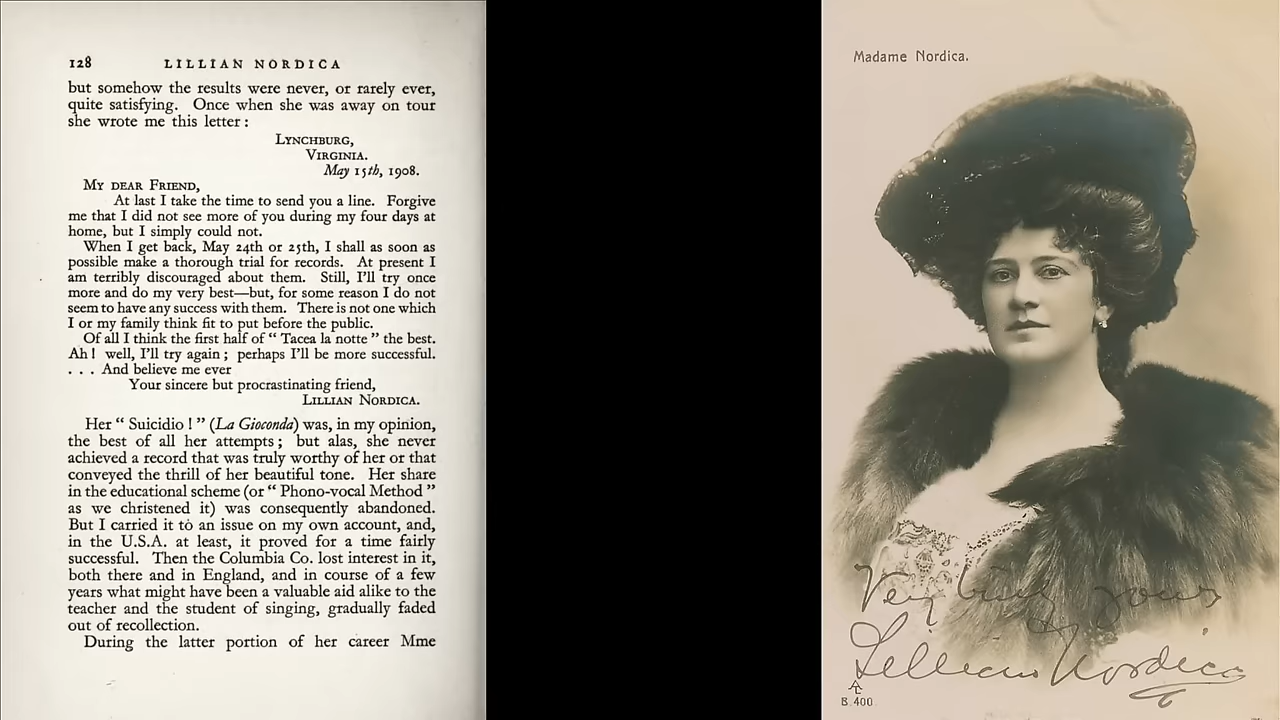 128 LILLIAN NORDICA
but somehow the results were never, or rarely ever,
quite satisfying. Once when she was away on tour
she wrote me this letter :
LYNCHBURG,
VIRGINIA.
May 15th, 1908.
MY DEAR FRIEND,
At last I take the time to send you a line. Forgive
me that I did not see more of you during my four days at
home, but I simply could not.
When I get back, May 24th or 25th, I shall as soon as
possible make a thorough trial for records. At present I
am terribly discouraged about them. Still, I'll try once
more and do my very best—but, for some reason I do not
seem to have any success with them. There is not one which
I or my family think fit to put before the public.
Of all I think the first half of " Tacea la notte " the best.
Ah ! well, I'll try again ; perhaps I'll be more successful.
. . . And believe me ever
Your sincere but procrastinating friend,
LILLIAN NORDICA.
Her " Suicidio ! " (La Gioconda) was, in my opinion,
the best of all her attempts ; but alas, she never
achieved a record that was truly worthy of her or that
conveyed the thrill of her beautiful tone. Her share
in the educational scheme (or " Phono-vocal Method "
as we christened it) was consequently abandoned.
But I carried it to an issue on my own account, and,
in the U.S.A. at least, it proved for a time fairly
successful. Then the Columbia Co. lost interest in it,
both there and in England, and in course of a few
years what might have been a valuable aid alike to the
teacher and the student of singing, gradually faded
out of recollection.
During the latter portion of her career Mme
Madame Nordica.
Very truly yours
Lillian Nordica
B. 400